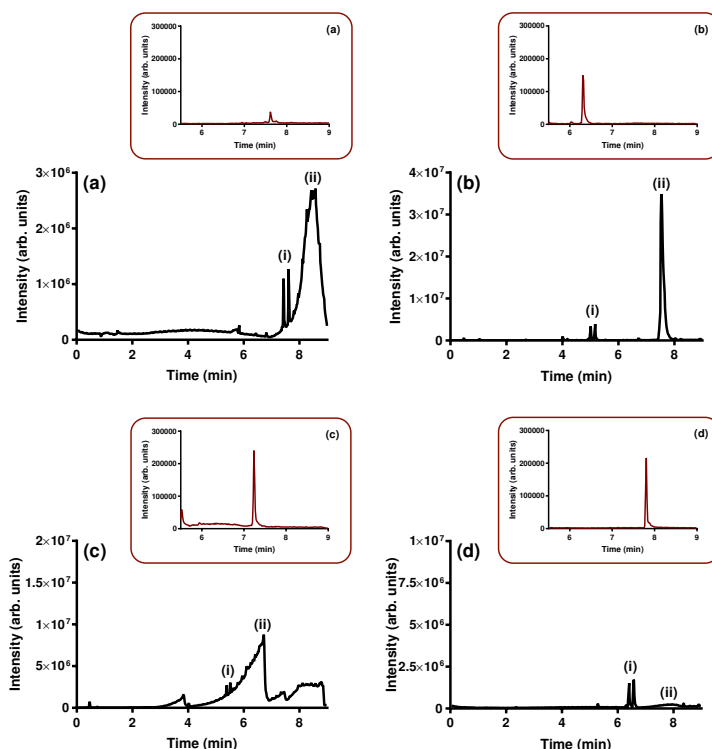 (a)
Intensity (arb. units)
300000
200000
100000
0
6 7 8 9
Time (min)
(b)
Intensity (arb. units)
300000
200000
100000
0
6 7 8 9
Time (min)
(a)
Intensity (arb. units)
3×10⁶
2×10⁶
1×10⁶
0
0 2 4 6 8
Time (min)
(i)
(ii)
(b)
Intensity (arb. units)
4×10⁷
3×10⁷
2×10⁷
1×10⁷
0
0 2 4 6 8
Time (min)
(i)
(ii)
(c)
Intensity (arb. units)
300000
200000
100000
0
6 7 8 9
Time (min)
(d)
Intensity (arb. units)
300000
200000
100000
0
6 7 8 9
Time (min)
(c)
Intensity (arb. units)
2×10⁷
1.5×10⁷
1×10⁷
5×10⁶
0
0 2 4 6 8
Time (min)
(i)
(ii)
(d)
Intensity (arb. units)
1×10⁷
7.5×10⁶
5×10⁶
2.5×10⁶
0
0 2 4 6 8
Time (min)
(i)
(ii)